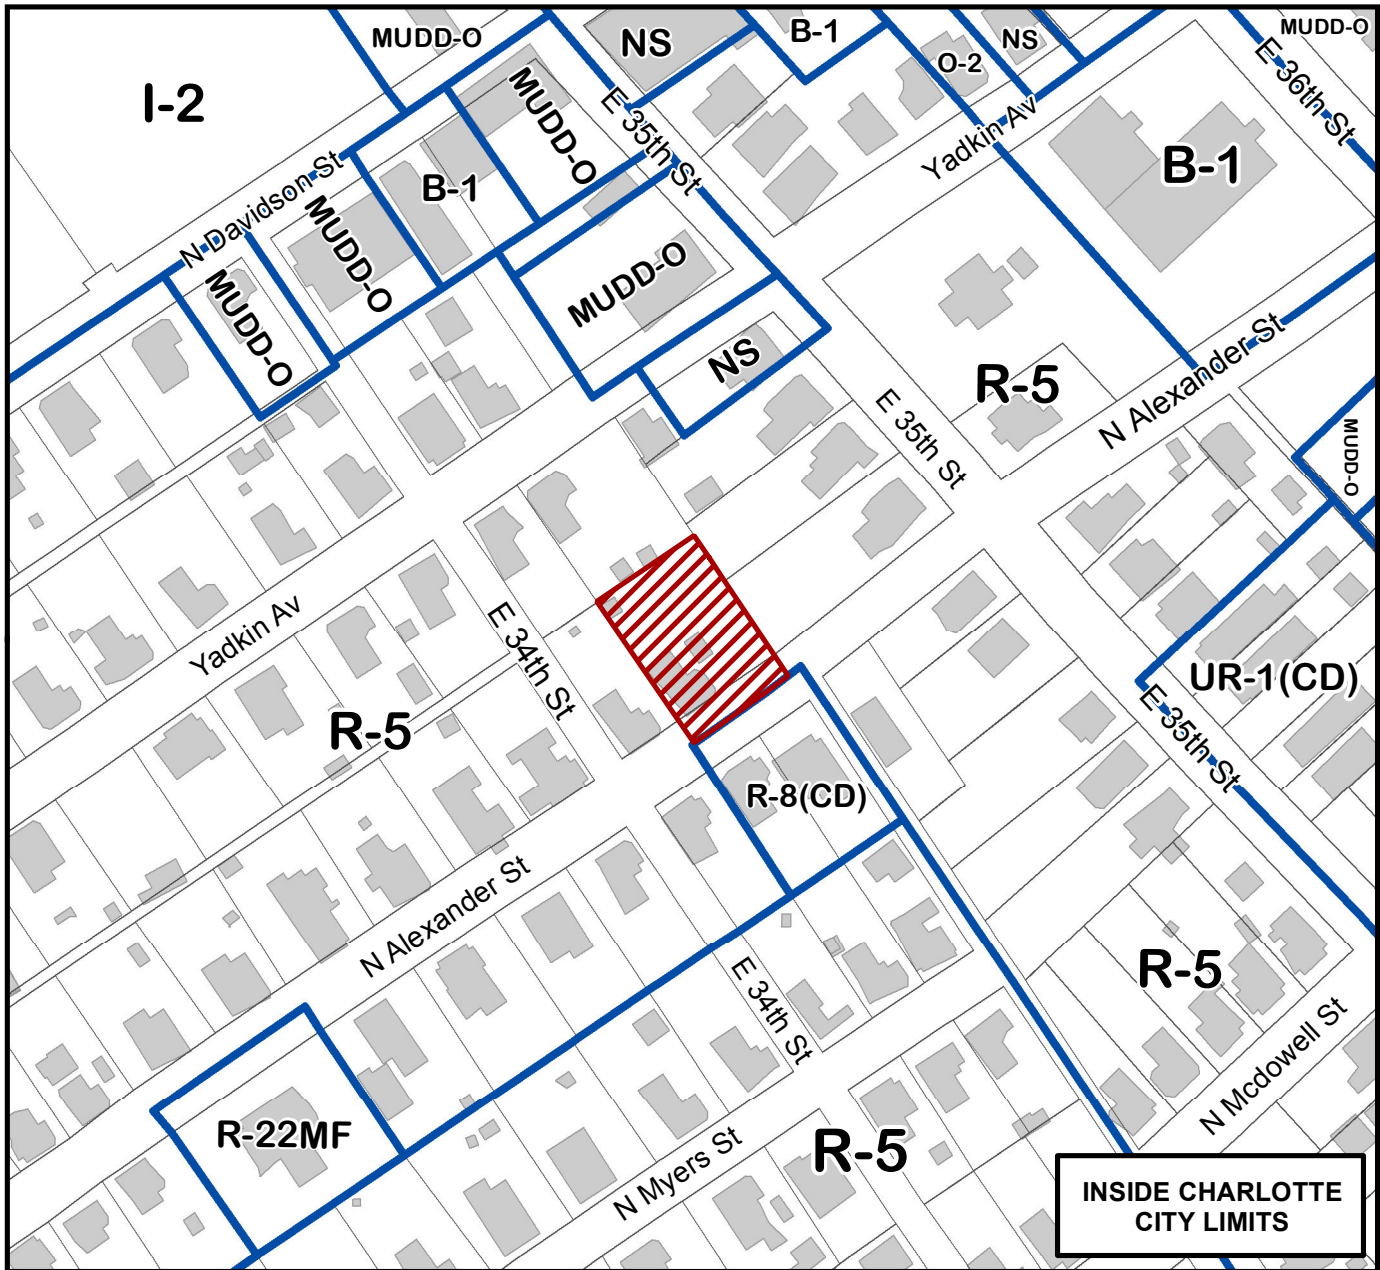 MUDD-O
NS
B-1
NS
MUDD-O
O-2
E 36th St
I-2
MUDD-O
E 35th St
Yadkin Av
B-1
B-1
N Davidson St
MUDD-O
MUDD-O
MUDD-O
NS
R-5
N Alexander St
E 35th St
MUDD-O
Yadkin Av
E 34th St
UR-1(CD)
R-5
E 35th St
R-8(CD)
N Alexander St
R-5
E 34th St
N Mcdowell St
R-22MF
R-5
N Myers St
INSIDE CHARLOTTE
CITY LIMITS